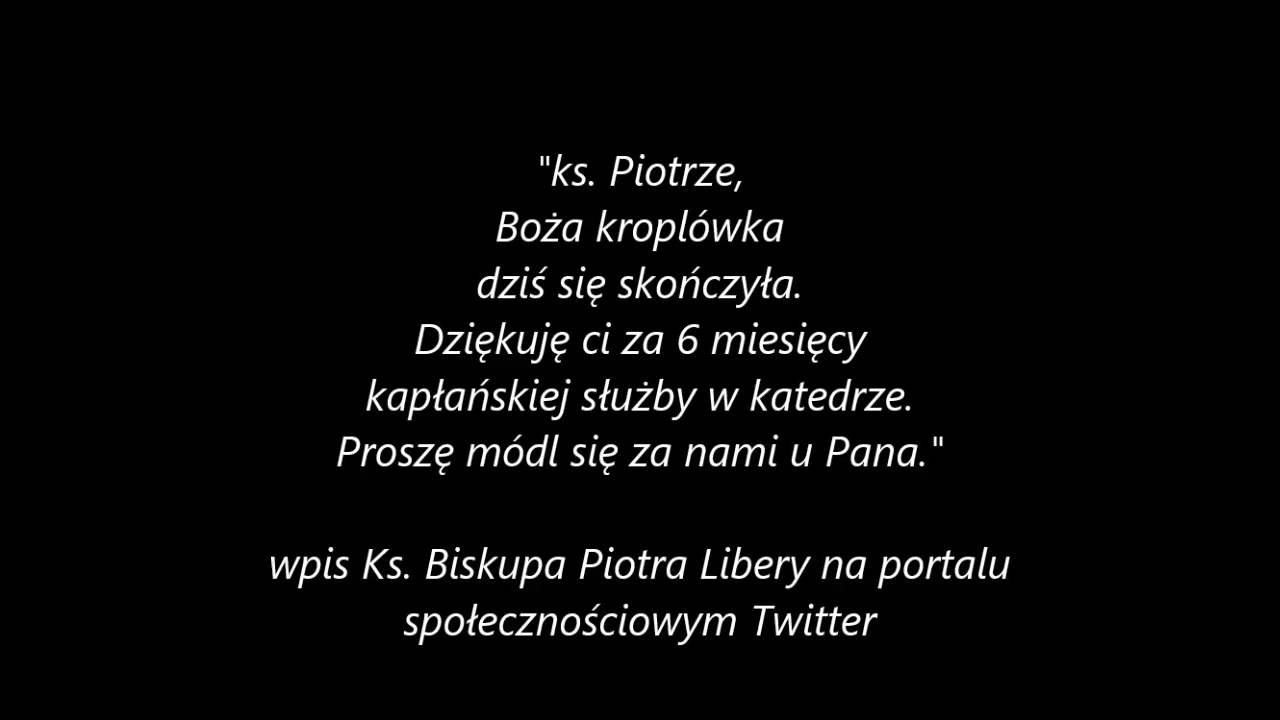 "ks. Piotrze,
Boża kroplówka
dziś się skończyła.
Dziękuję ci za 6 miesięcy
kapłańskiej służby w katedrze.
Proszę módl się za nami u Pana."
wpis Ks. Biskupa Piotra Libery na portalu
społecznościowym Twitter